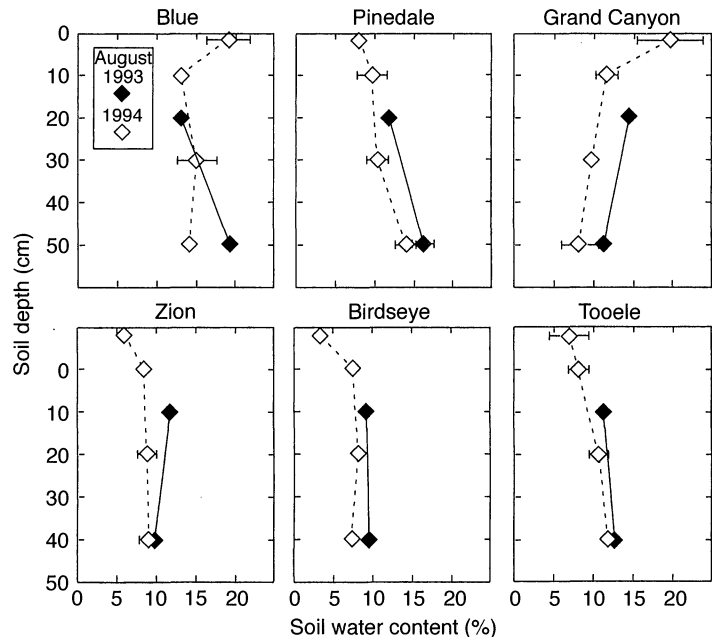 Blue Pinedale Grand Canyon
0
10
20
30
40
50
August
1993
1994
Soil depth (cm)
Zion Birdseye Tooele
0
10
20
30
40
50
0 5 10 15 20 0 5 10 15 20 0 5 10 15 20
Soil water content (%)